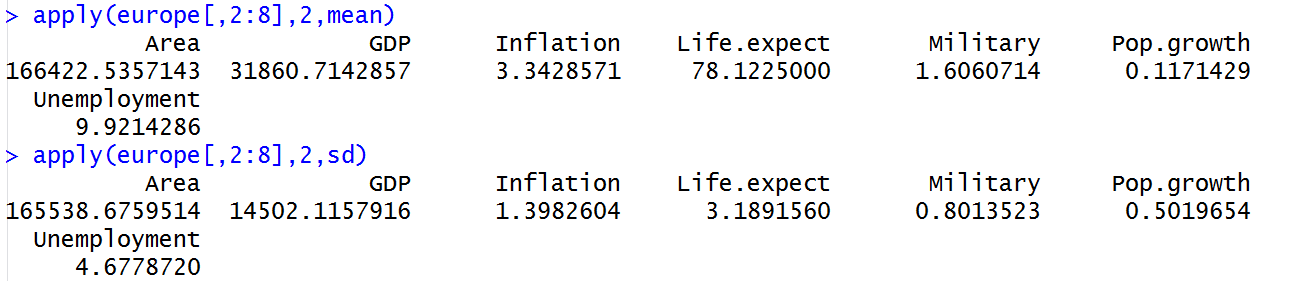 > apply(europe[,2:8],2,mean)
Area GDP Inflation Life.expect Military Pop.growth
166422.5357143 31860.7142857 3.3428571 78.1225000 1.6060714 0.1171429
Unemployment
9.9214286
> apply(europe[,2:8],2,sd)
Area GDP Inflation Life.expect Military Pop.growth
165538.6759514 14502.1157916 1.3982604 3.1891560 0.8013523 0.5019654
Unemployment
4.6778720